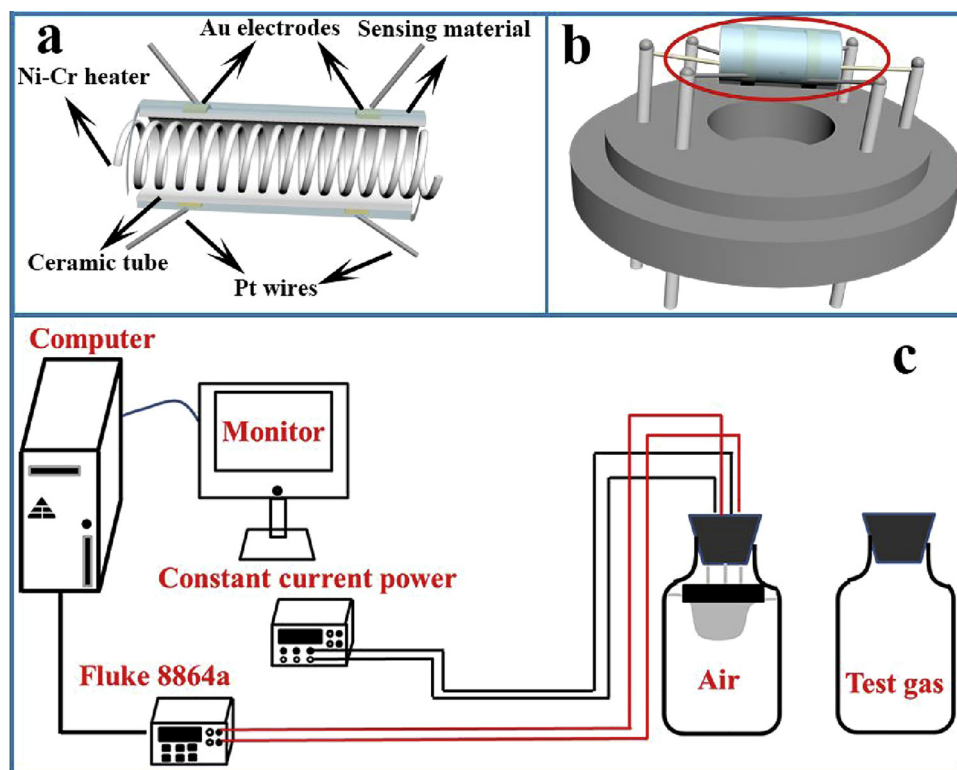 a
Au electrodes
Sensing material
Ni-Cr heater
Ceramic tube
Pt wires
b
c
Computer
Monitor
Constant current power
Fluke 8864a
Air
Test gas